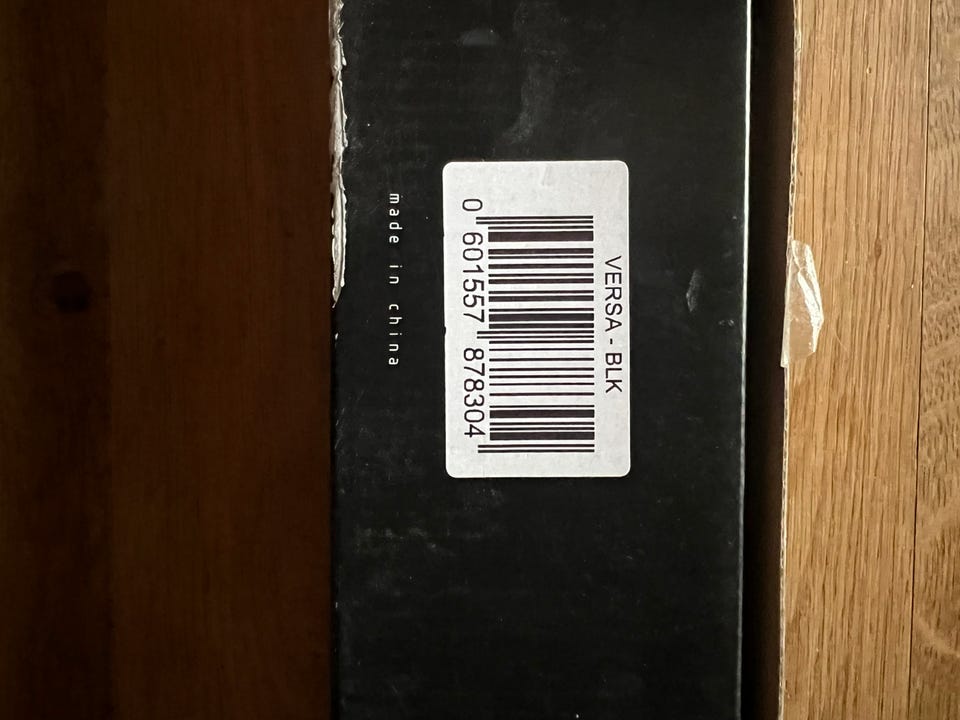 VERSA - BLK
0 601557 878304
made in china